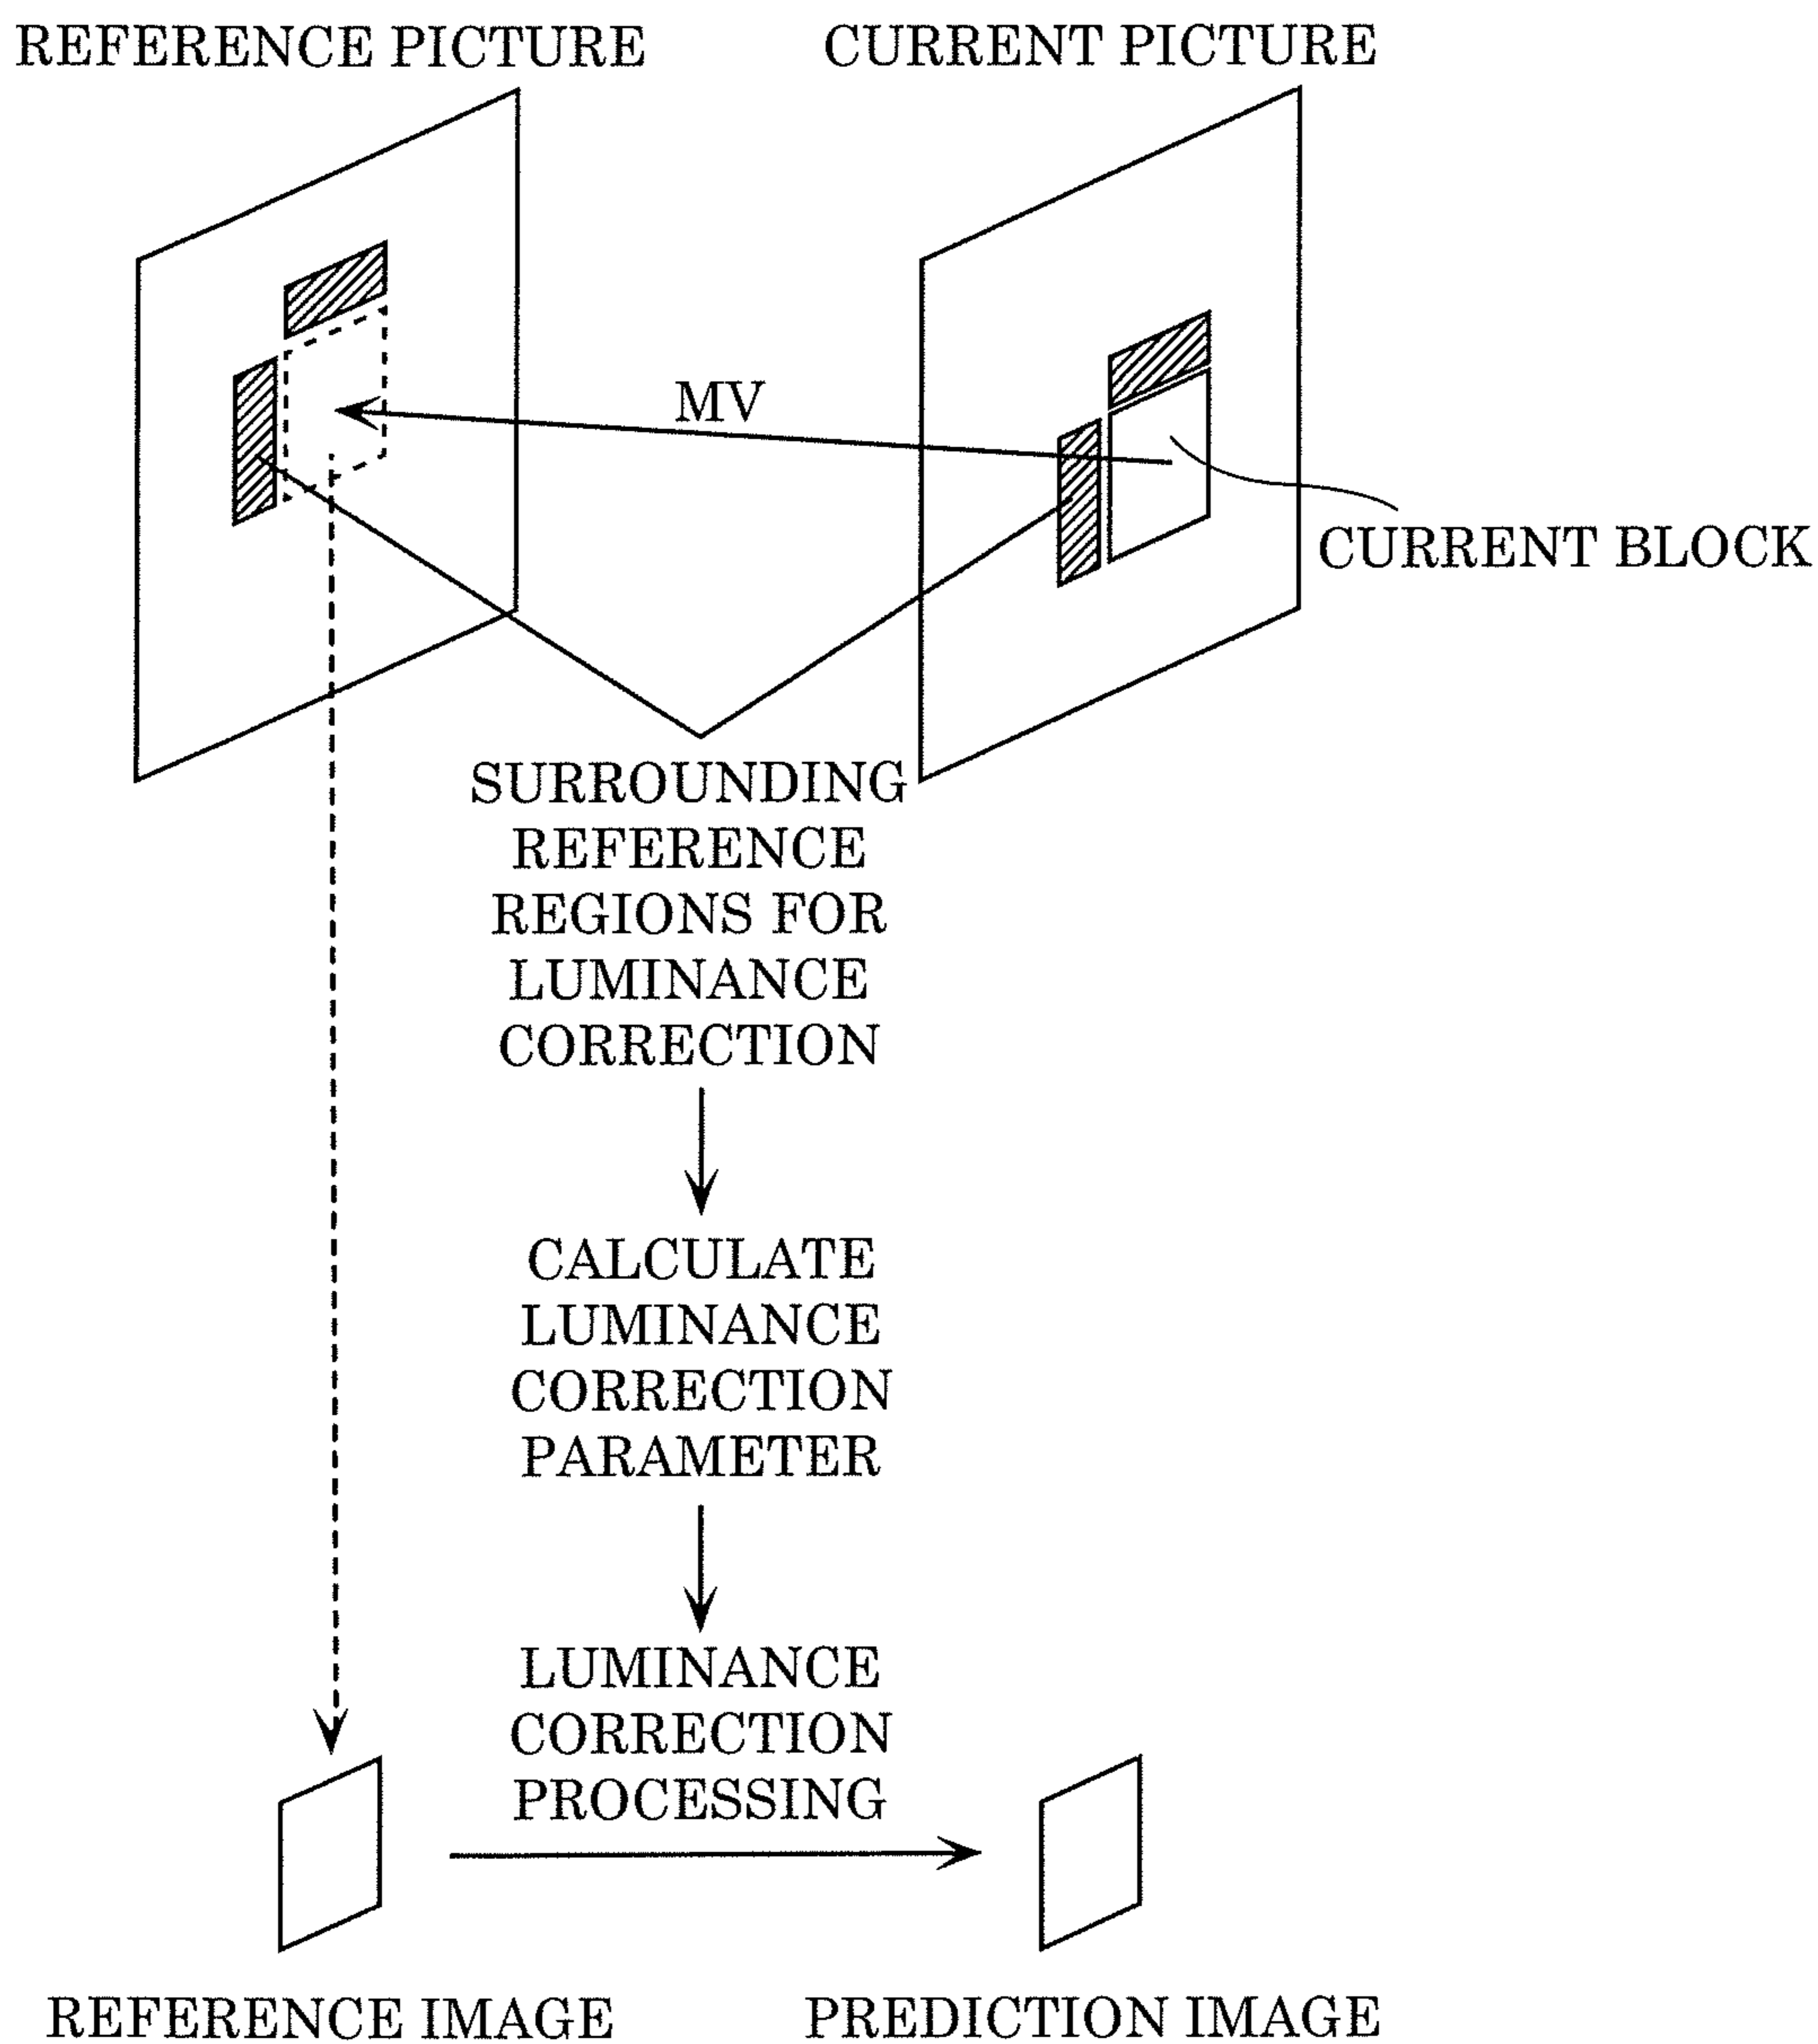 REFERENCE PICTURE
CURRENT PICTURE
MV
CURRENT BLOCK
SURROUNDING
REFERENCE
REGIONS FOR
LUMINANCE
CORRECTION
CALCULATE
LUMINANCE
CORRECTION
PARAMETER
LUMINANCE
CORRECTION
PROCESSING
REFERENCE IMAGE
PREDICTION IMAGE